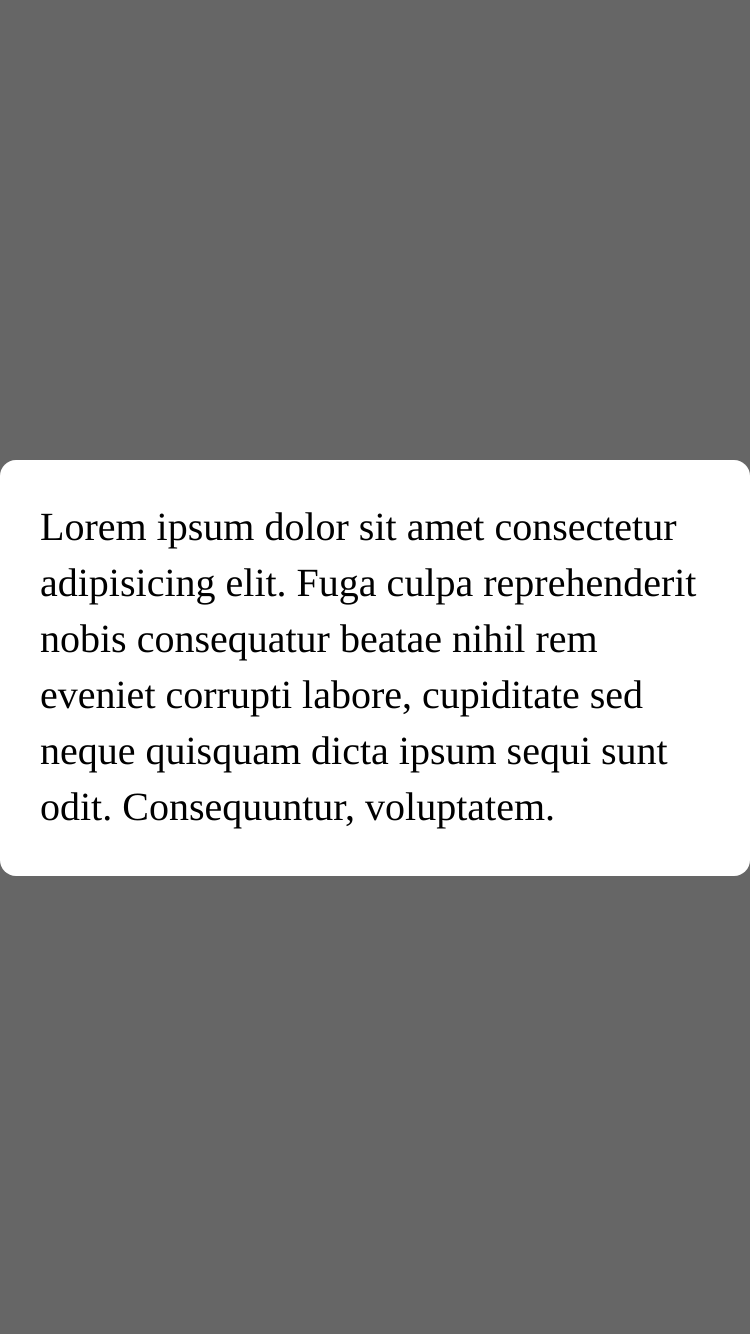 Lorem ipsum dolor sit amet consectetur
adipisicing elit. Fuga culpa reprehenderit
nobis consequatur beatae nihil rem
eveniet corrupti labore, cupiditate sed
neque quisquam dicta ipsum sequi sunt
odit. Consequuntur, voluptatem.